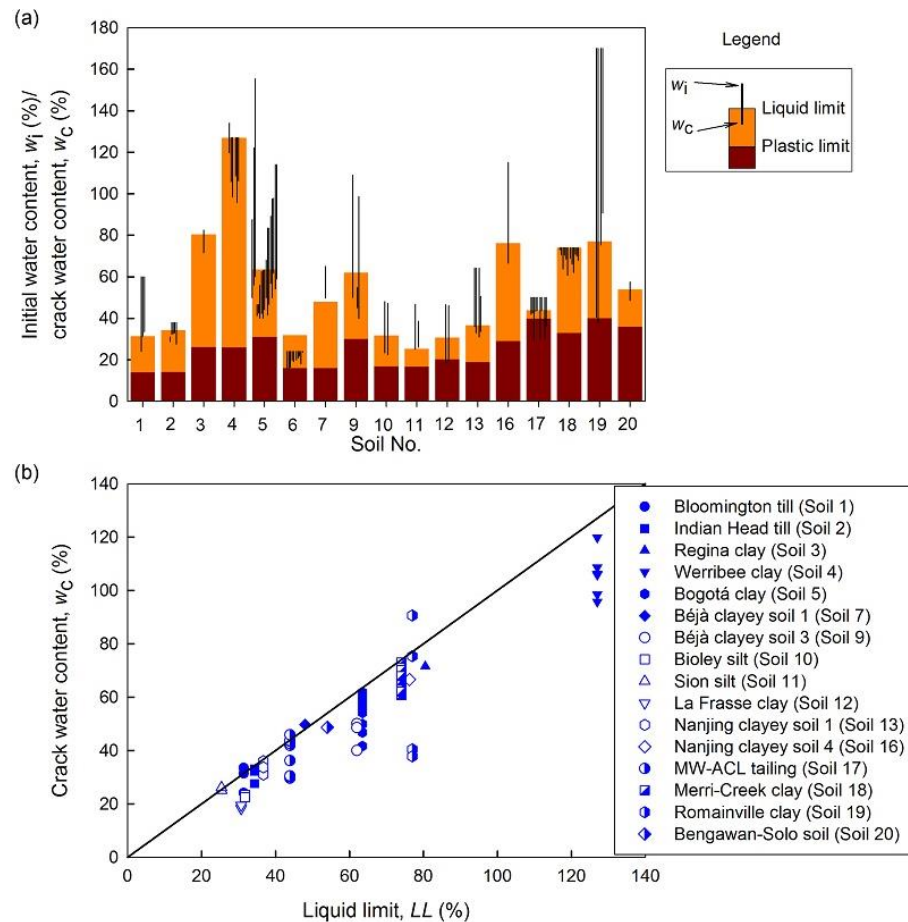 (a)
180
160
140
120
100
80
60
40
20
0
Initial water content, wi (%)/
crack water content, wC (%)
1 2 3 4 5 6 7 9 10 11 12 13 16 17 18 19 20
Soil No.
Legend
wi
wC
Liquid limit
Plastic limit
(b)
140
120
100
80
60
40
20
0
Crack water content, wC (%)
0 20 40 60 80 100 120 140
Liquid limit, LL (%)
Bloomington till (Soil 1)
Indian Head till (Soil 2)
Regina clay (Soil 3)
Werribee clay (Soil 4)
Bogotá clay (Soil 5)
Béjà clayey soil 1 (Soil 7)
Béjà clayey soil 3 (Soil 9)
Bioley silt (Soil 10)
Sion silt (Soil 11)
La Frasse clay (Soil 12)
Nanjing clayey soil 1 (Soil 13)
Nanjing clayey soil 4 (Soil 16)
MW-ACL tailing (Soil 17)
Merri-Creek clay (Soil 18)
Romainville clay (Soil 19)
Bengawan-Solo soil (Soil 20)